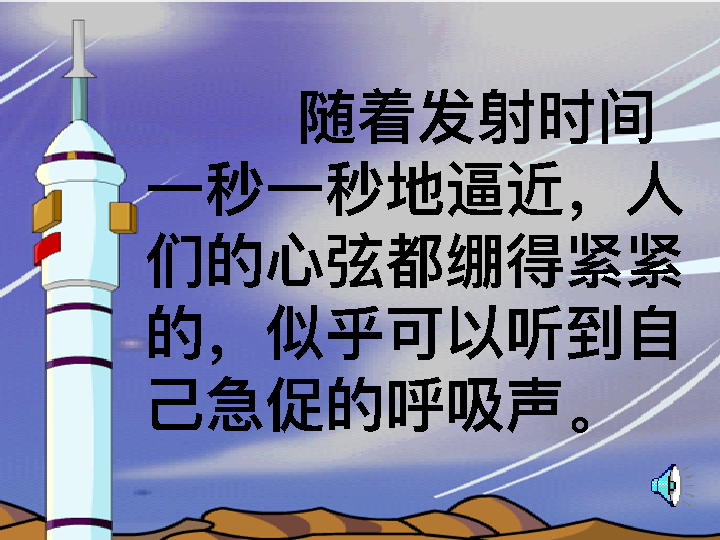 随着发射时间
一秒一秒地逼近，人
们的心弦都绷得紧紧
的，似乎可以听到自
己急促的呼吸声。